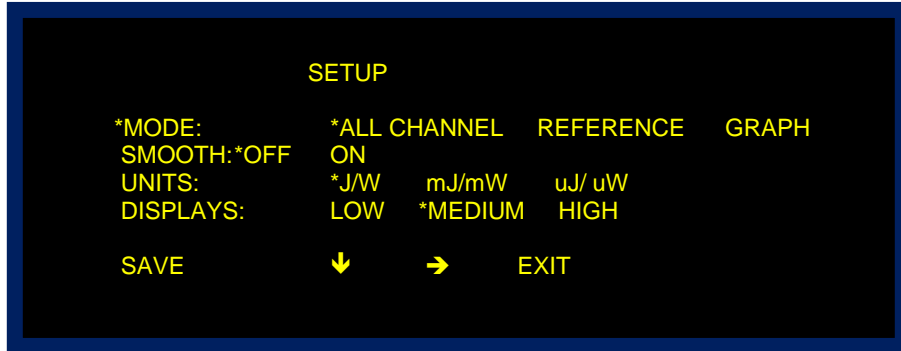 SETUP
*MODE: *ALL CHANNEL REFERENCE GRAPH
SMOOTH:*OFF ON
UNITS: *J/W mJ/mW uJ/ uW
DISPLAYS: LOW *MEDIUM HIGH
SAVE ↓ → EXIT